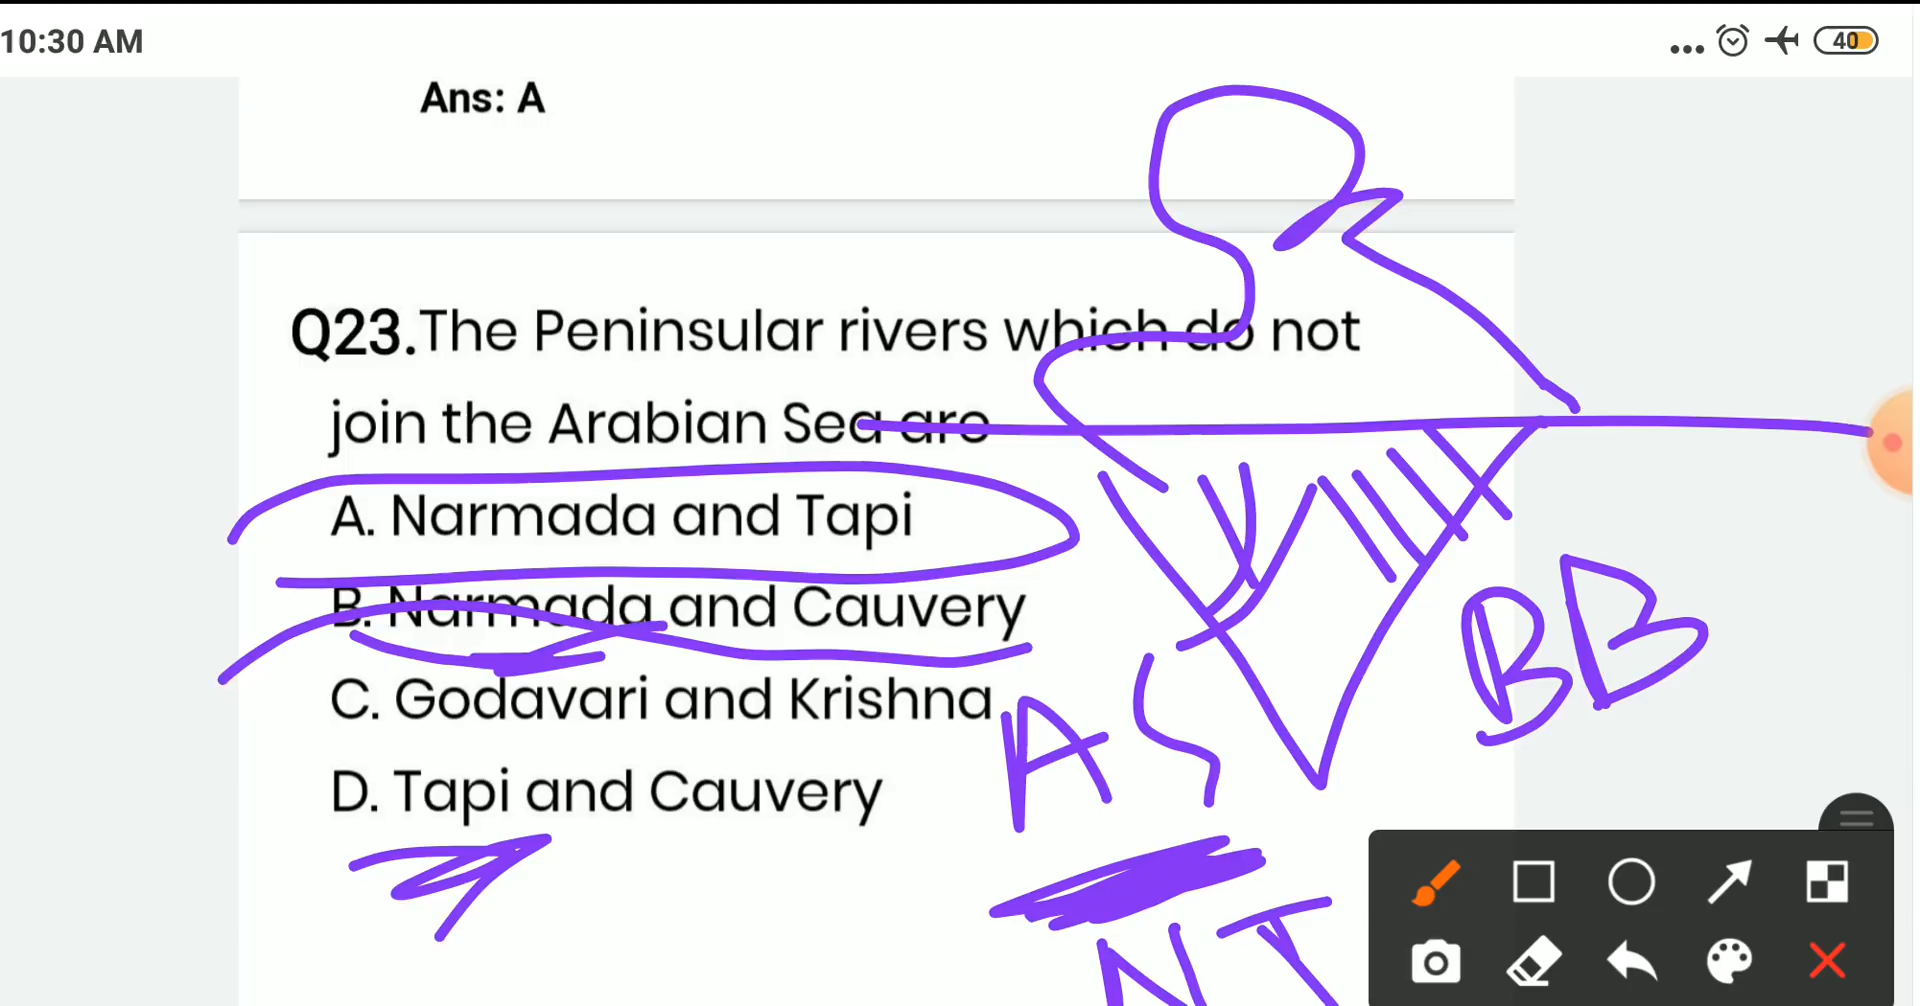 10:30 AM
40
Ans: A
Q23.The Peninsular rivers which do not
join the Arabian Sea are
A. Narmada and Tapi
B. Narmada and Cauvery
C. Godavari and Krishna
D. Tapi and Cauvery
AS
BB
NT